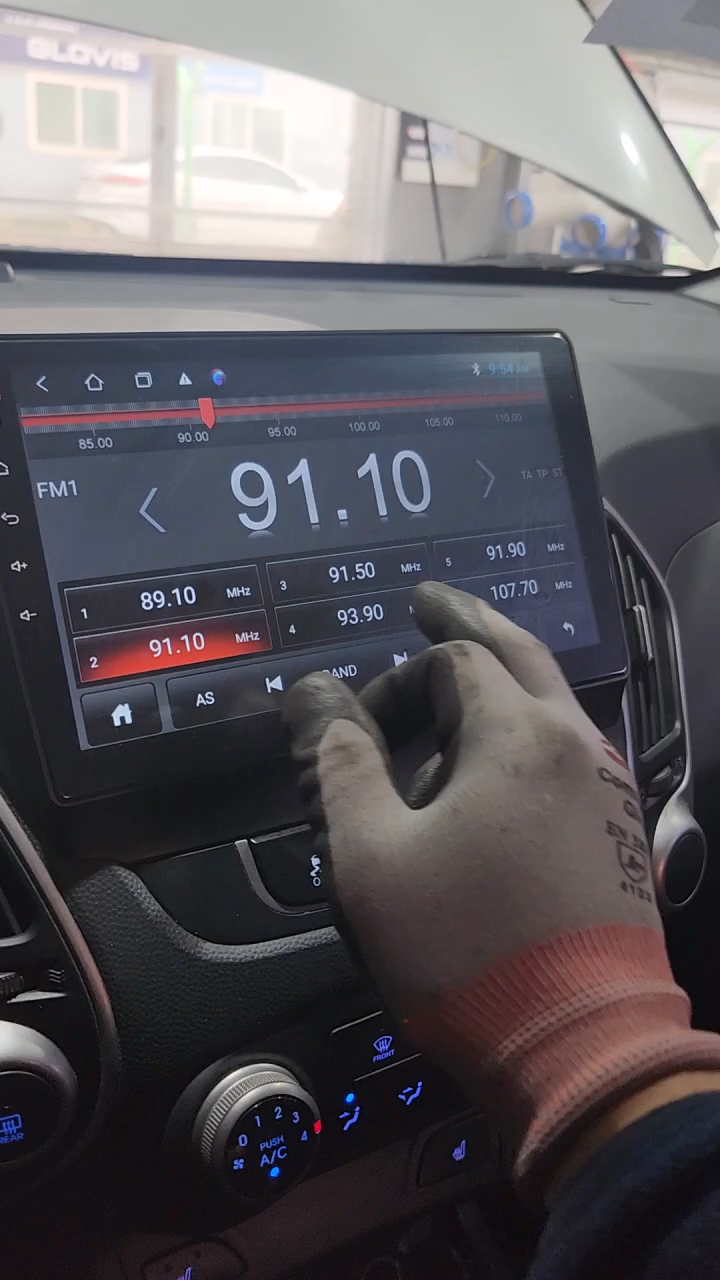 GLOVIS
9:54 AM
85.00 90.00 95.00 100.00 105.00 110.00
FM1
91.10
TA TP ST
1 89.10 MHz
3 91.50 MHz
5 91.90 MHz
2 91.10 MHz
4 93.90
107.70 MHz
AS
FRONT
REAR
0 1 2 3 4
PUSH
A/C